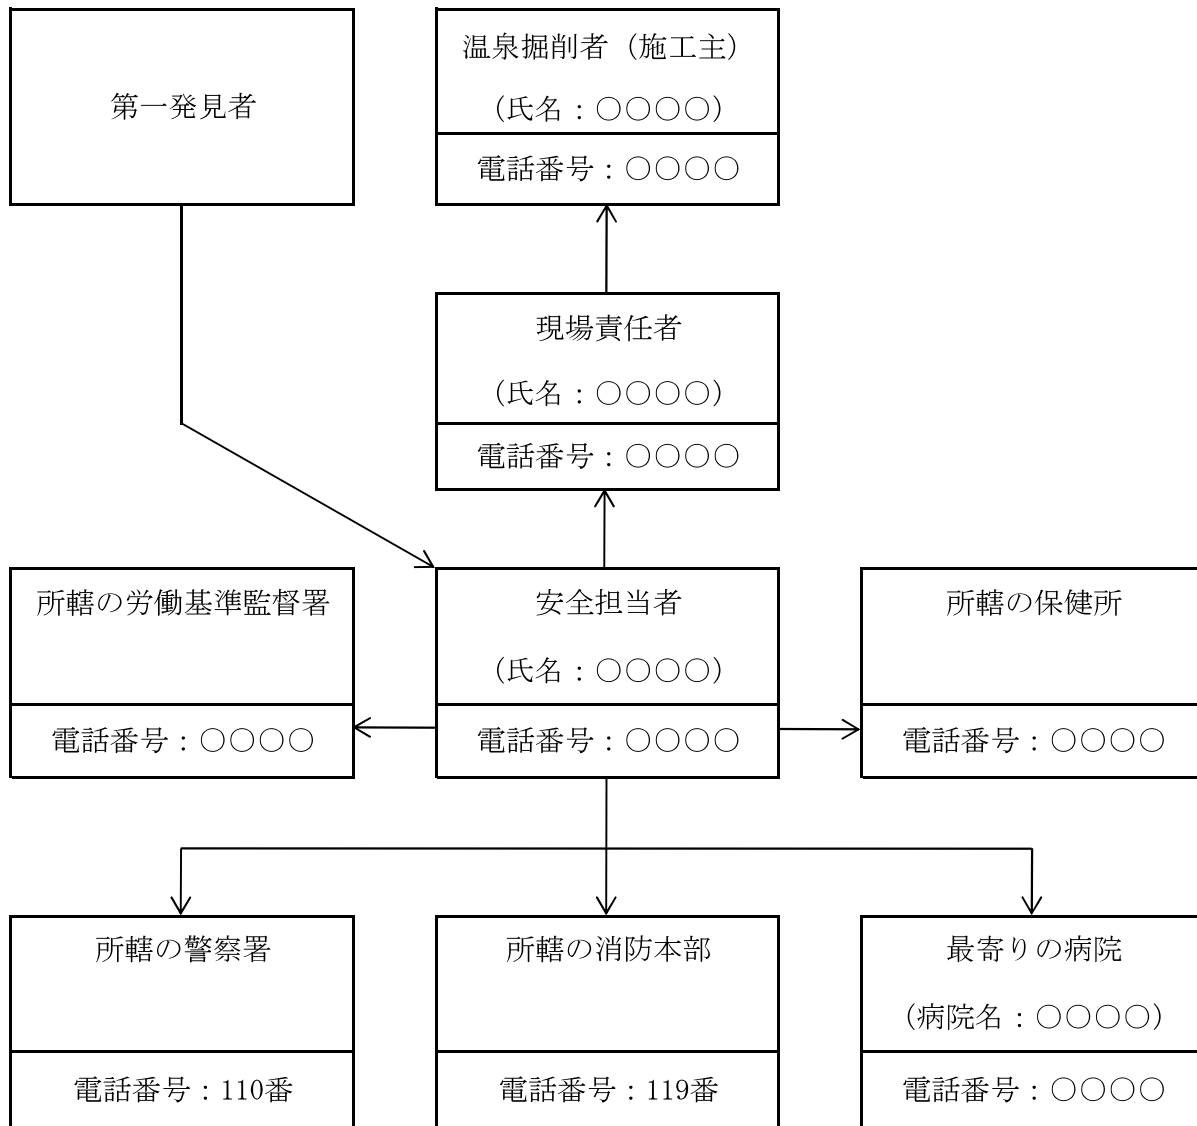 第一発見者
温泉掘削者（施工主）
（氏名：○○○○）
電話番号：○○○○
現場責任者
（氏名：○○○○）
電話番号：○○○○
所轄の労働基準監督署
電話番号：○○○○
安全担当者
（氏名：○○○○）
電話番号：○○○○
所轄の保健所
電話番号：○○○○
所轄の警察署
電話番号：110番
所轄の消防本部
電話番号：119番
最寄りの病院
（病院名：○○○○）
電話番号：○○○○